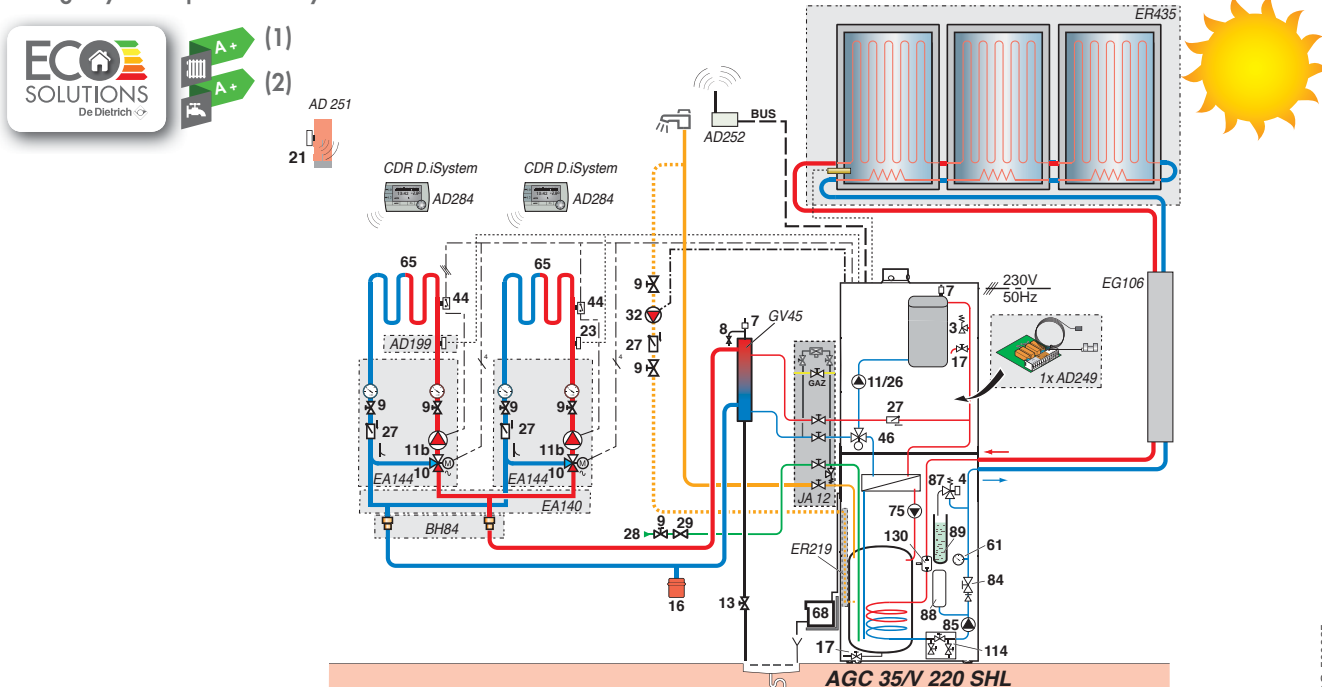 ECO
SOLUTIONS
De Dietrich
A+ (1)
A+ (2)
AD 251
21
CDR D.iSystem
AD284
CDR D.iSystem
AD284
AD252
BUS
ER435
EG106
230V
50Hz
1x AD249
65
65
44
44
23
AD199
9
32
27
9
8
7
GV45
7
3
17
GAZ
11/26
27
46
9
9
9
9
27
27
11b
11b
10
10
M
M
4
4
EA144
EA144
EA140
BH84
28
9
29
JA 12
ER219
16
13
68
17
75
130
87
4
89
61
84
88
85
114
AGC 35/V 220 SHL